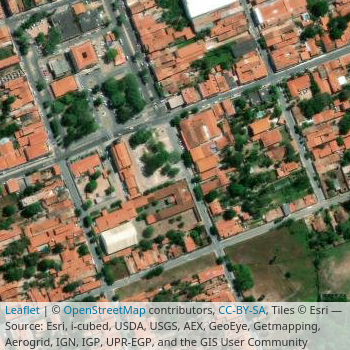 Leaflet | © OpenStreetMap contributors, CC-BY-SA, Tiles © Esri —
Source: Esri, i-cubed, USDA, USGS, AEX, GeoEye, Getmapping,
Aerogrid, IGN, IGP, UPR-EGP, and the GIS User Community